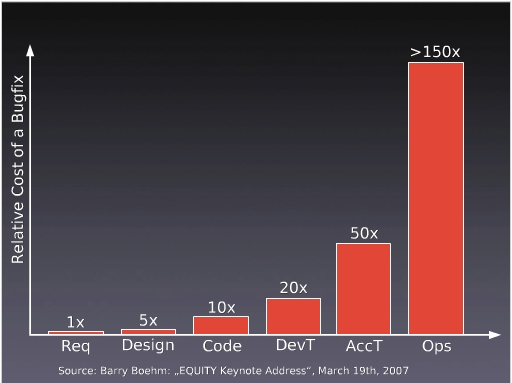 Relative Cost of a Bugfix
>150x
50x
20x
10x
5x
1x
Req Design Code DevT AccT Ops
Source: Barry Boehm: „EQUITY Keynote Address“, March 19th, 2007